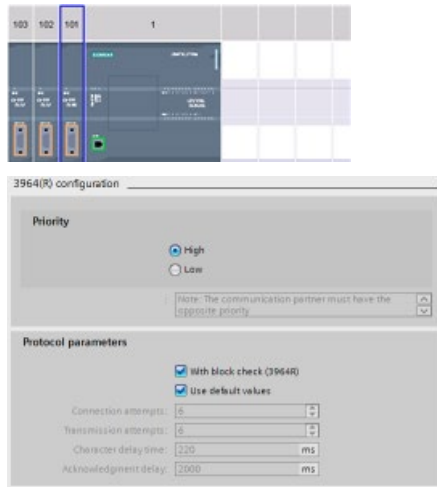 103 102 101 1
SIEMENS
3964(R) configuration
Priority
High
Low
Note: The communication partner must have the
opposite priority
Protocol parameters
With block check (3964R)
Use default values
Connection attempts: 6
Transmission attempts: 6
Character delay time: 220 ms
Acknowledgment delay: 2000 ms